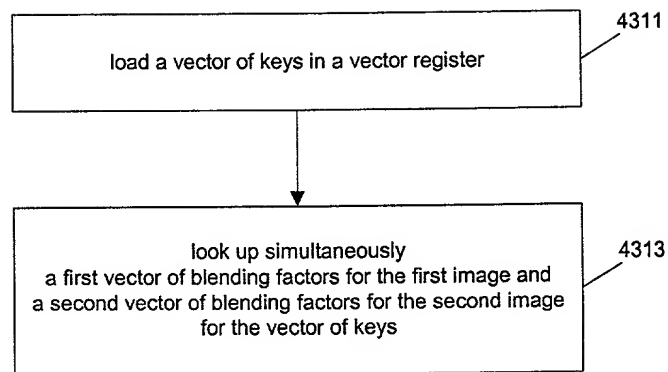 4311
load a vector of keys in a vector register
4313
look up simultaneously
a first vector of blending factors for the first image and
a second vector of blending factors for the second image
for the vector of keys